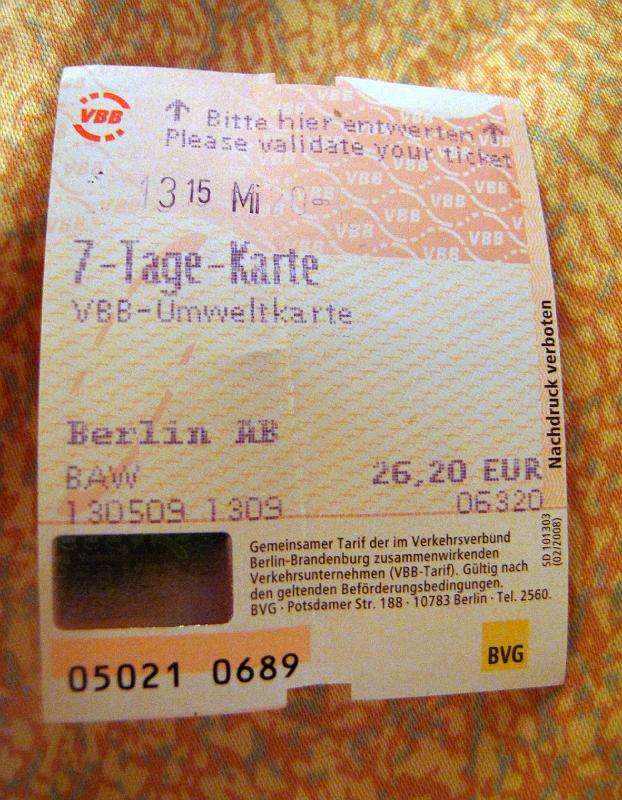 VBB
Bitte hier entwerten
Please validate your ticket
13 15 Mi 20
7-Tage-Karte
VBB-Umweltkarte
Berlin AB
BAW 26,20 EUR
130509 1309 06320
Nachdruck verboten
SD 101303
(02/2008)
Gemeinsamer Tarif der im Verkehrsverbund
Berlin-Brandenburg zusammenwirkenden
Verkehrsunternehmen (VBB-Tarif). Gültig nach
den geltenden Beförderungsbedingungen.
BVG · Potsdamer Str. 188 · 10783 Berlin · Tel. 2560.
BVG
05021 0689